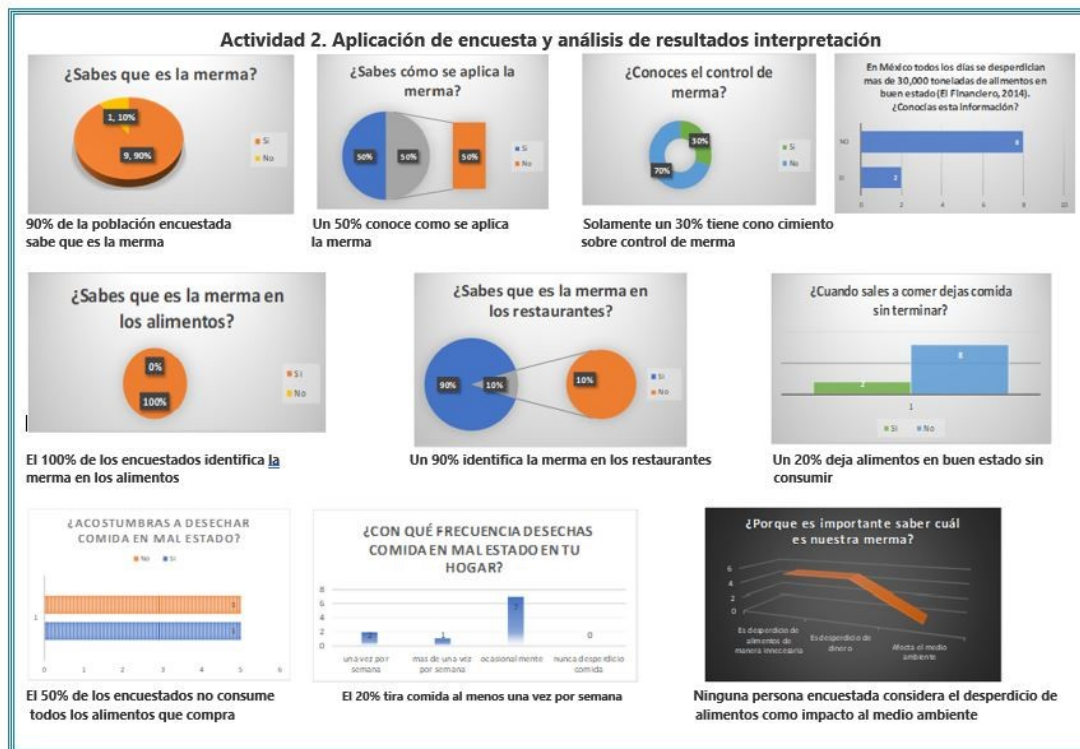 Actividad 2. Aplicación de encuesta y análisis de resultados interpretación
¿Sabes que es la merma?
1, 10%
9, 90%
Si
No
90% de la población encuestada
sabe que es la merma
¿Sabes cómo se aplica la
merma?
50%
50%
50%
Si
No
Un 50% conoce como se aplica
la merma
¿Conoces el control de
merma?
30%
70%
Si
No
Solamente un 30% tiene cono cimiento
sobre control de merma
En México todos los días se desperdician
mas de 30,000 toneladas de alimentos en
buen estado (El Financiero, 2014).
¿Conocías esta información?
NO
8
SI
2
0 2 4 6 8 10
¿Sabes que es la merma en
los alimentos?
0%
100%
Si
No
El 100% de los encuestados identifica la
merma en los alimentos
¿Sabes que es la merma en
los restaurantes?
90%
10%
10%
Si
No
Un 90% identifica la merma en los restaurantes
¿Cuando sales a comer dejas comida
sin terminar?
2
8
1
Si No
Un 20% deja alimentos en buen estado sin
consumir
¿ACOSTUMBRAS A DESECHAR
COMIDA EN MAL ESTADO?
No Si
1
1
1
0 1 2 3 4 5 6
El 50% de los encuestados no consume
todos los alimentos que compra
¿CON QUÉ FRECUENCIA DESECHAS
COMIDA EN MAL ESTADO EN TU
HOGAR?
8
6
4
2
0
2
1
7
0
una vez por
semana
mas de una vez
por semana
ocasionalmente
nunca desperdicio
comida
El 20% tira comida al menos una vez por semana
¿Porque es importante saber cuál
es nuestra merma?
6
4
2
0
Es desperdicio de
alimentos de
manera innecesaria
Es desperdicio de
dinero
Afecta el medio
ambiente
Ninguna persona encuestada considera el desperdicio de
alimentos como impacto al medio ambiente